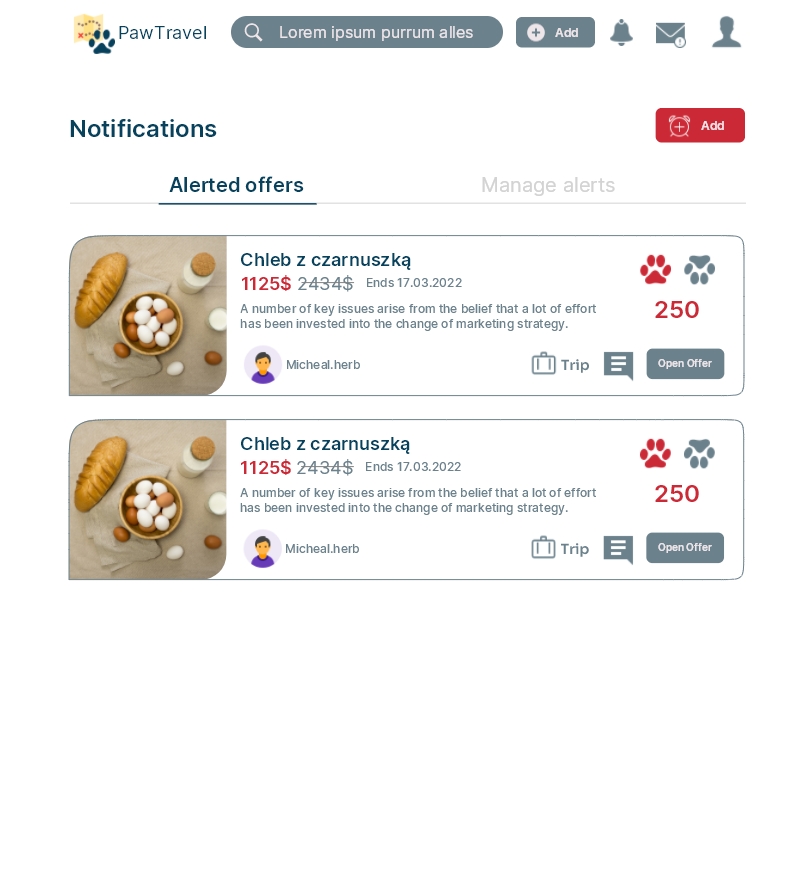 PawTravel
Lorem ipsum purrum alles
Add
Notifications
Add
Alerted offers
Manage alerts
Chleb z czarnuszką
1125$ 2434$ Ends 17.03.2022
A number of key issues arise from the belief that a lot of effort
has been invested into the change of marketing strategy.
250
Micheal.herb
Trip
Open Offer
Chleb z czarnuszką
1125$ 2434$ Ends 17.03.2022
A number of key issues arise from the belief that a lot of effort
has been invested into the change of marketing strategy.
250
Micheal.herb
Trip
Open Offer